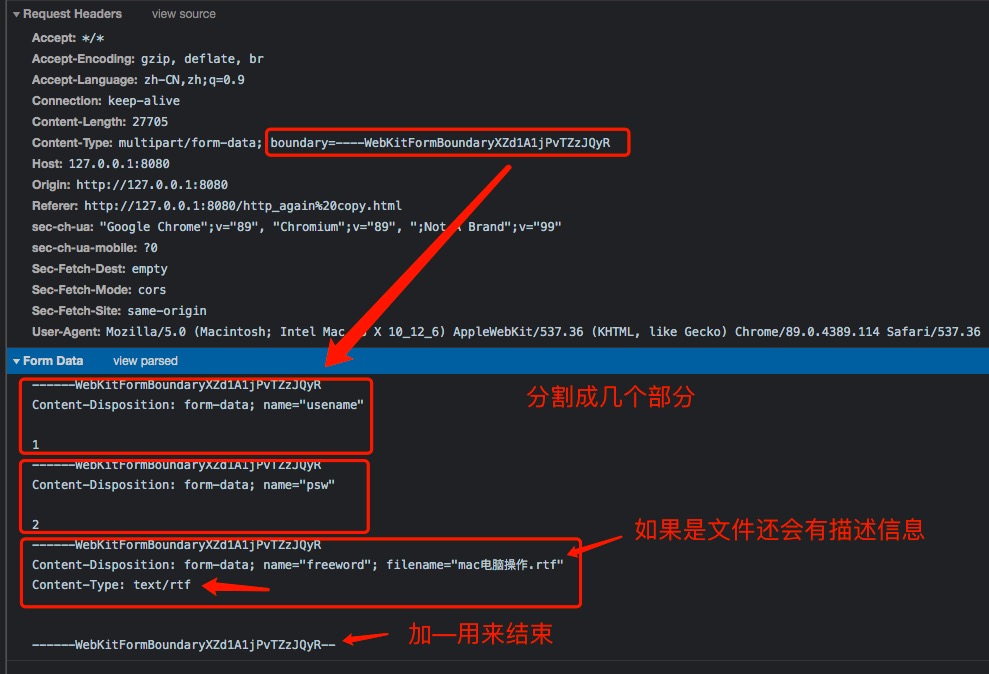 Request Headers view source
Accept: */*
Accept-Encoding: gzip, deflate, br
Accept-Language: zh-CN,zh;q=0.9
Connection: keep-alive
Content-Length: 27705
Content-Type: multipart/form-data; boundary=----WebKitFormBoundaryXZd1A1jPvTZzJQyR
Host: 127.0.0.1:8080
Origin: http://127.0.0.1:8080
Referer: http://127.0.0.1:8080/http_again%20copy.html
sec-ch-ua: "Google Chrome";v="89", "Chromium";v="89", ";Not A Brand";v="99"
sec-ch-ua-mobile: ?0
Sec-Fetch-Dest: empty
Sec-Fetch-Mode: cors
Sec-Fetch-Site: same-origin
User-Agent: Mozilla/5.0 (Macintosh; Intel Mac X 10_12_6) AppleWebKit/537.36 (KHTML, like Gecko) Chrome/89.0.4389.114 Safari/537.36
Form Data view parsed
------WebKitFormBoundaryXZd1A1jPvTZzJQyR
Content-Disposition: form-data; name="usename"
分割成几个部分
1
------WebKitFormBoundaryXZd1A1jPvTZzJQyR
Content-Disposition: form-data; name="psw"
2
如果是文件还会有描述信息
------WebKitFormBoundaryXZd1A1jPvTZzJQyR
Content-Disposition: form-data; name="freeword"; filename="mac电脑操作.rtf"
Content-Type: text/rtf
------WebKitFormBoundaryXZd1A1jPvTZzJQyR--
加—用来结束